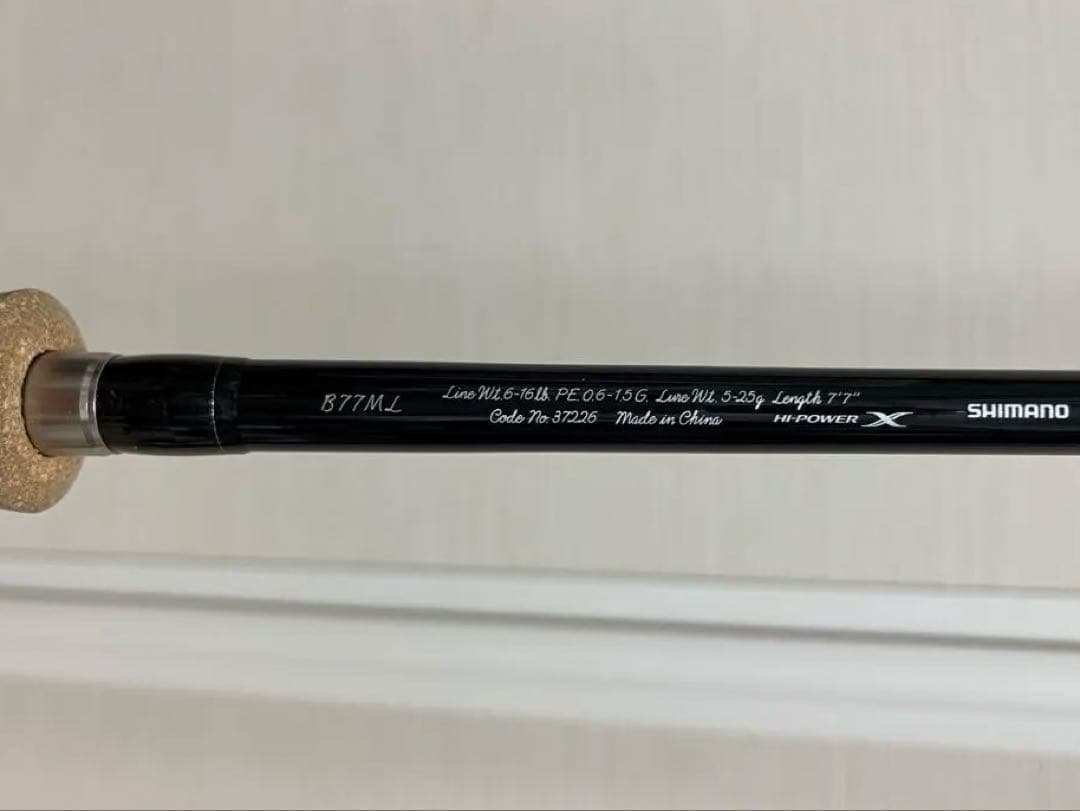 B77ML
Line Wt. 6-16lb. PE 0.6-1.5 G. Lure Wt. 5-25g Length 7'7"
Code No. 37226 Made in China
HI-POWER X
SHIMANO